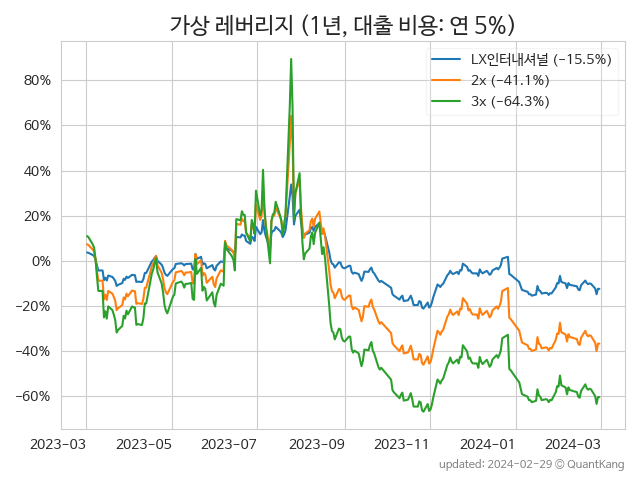 가상 레버리지 (1년, 대출 비용: 연 5%)
LX인터내셔널 (−15.5%)
2x (−41.1%)
3x (−64.3%)
80%
60%
40%
20%
0%
−20%
−40%
−60%
2023-03 2023-05 2023-07 2023-09 2023-11 2024-01 2024-03
updated: 2024-02-29 ⓒ QuantKang